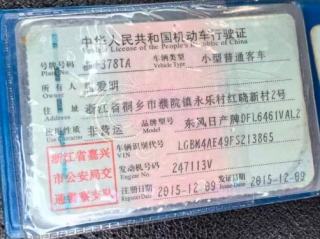 中华人民共和国机动车行驶证
Vehicle License of the People's Republic of China
号牌号码 378TA 车辆类型 小型普通客车
Plate No. Vehicle Type
所有人 发明
Owner
住址 浙江省桐乡市濮院镇永乐村红晓新村2号
使用性质 非营运 东风日产牌DFL6461VAL2
Use Character
浙江省嘉兴市公安局交通警察支队
车辆识别代号 LGBM4AE49FS213865
VIN
发动机号码 247113V
Engine No.
注册日期 2015-12-09 发证日期 2015-12-09
Register Date Issue Date